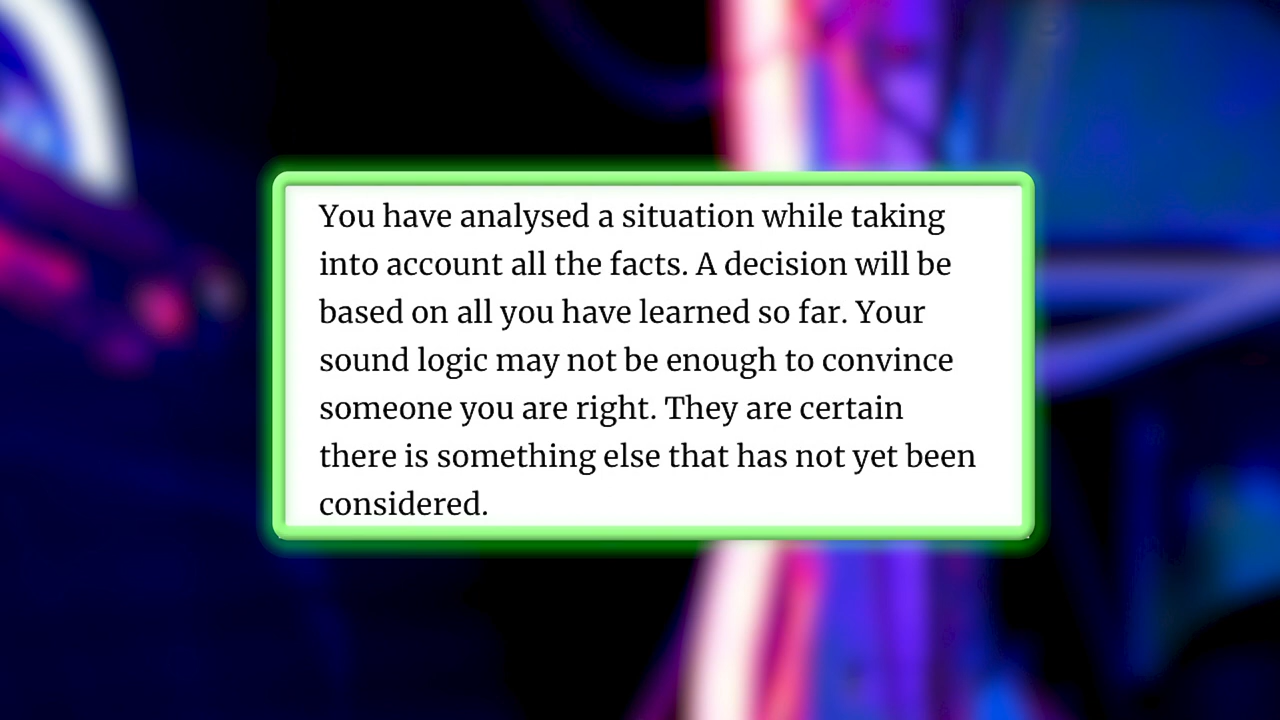 You have analysed a situation while taking
into account all the facts. A decision will be
based on all you have learned so far. Your
sound logic may not be enough to convince
someone you are right. They are certain
there is something else that has not yet been
considered.